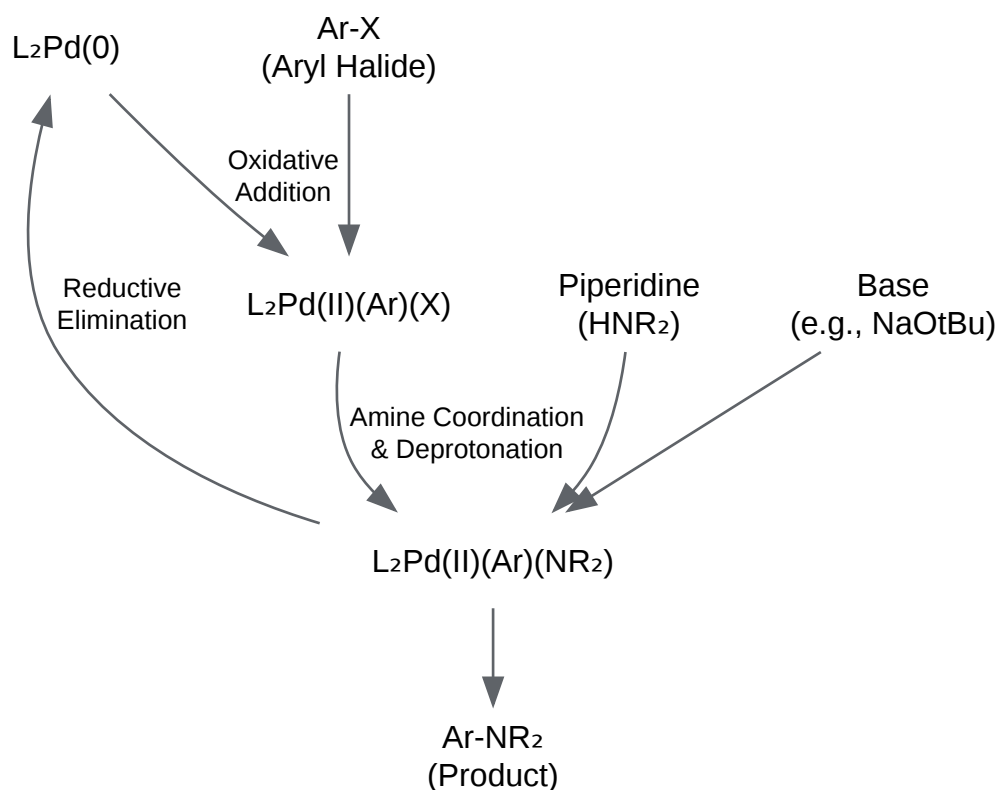 L₂Pd(0)
Ar-X
(Aryl Halide)
Oxidative
Addition
Reductive
Elimination
L₂Pd(II)(Ar)(X)
Piperidine
(HNR₂)
Base
(e.g., NaOtBu)
Amine Coordination
& Deprotonation
L₂Pd(II)(Ar)(NR₂)
Ar-NR₂
(Product)